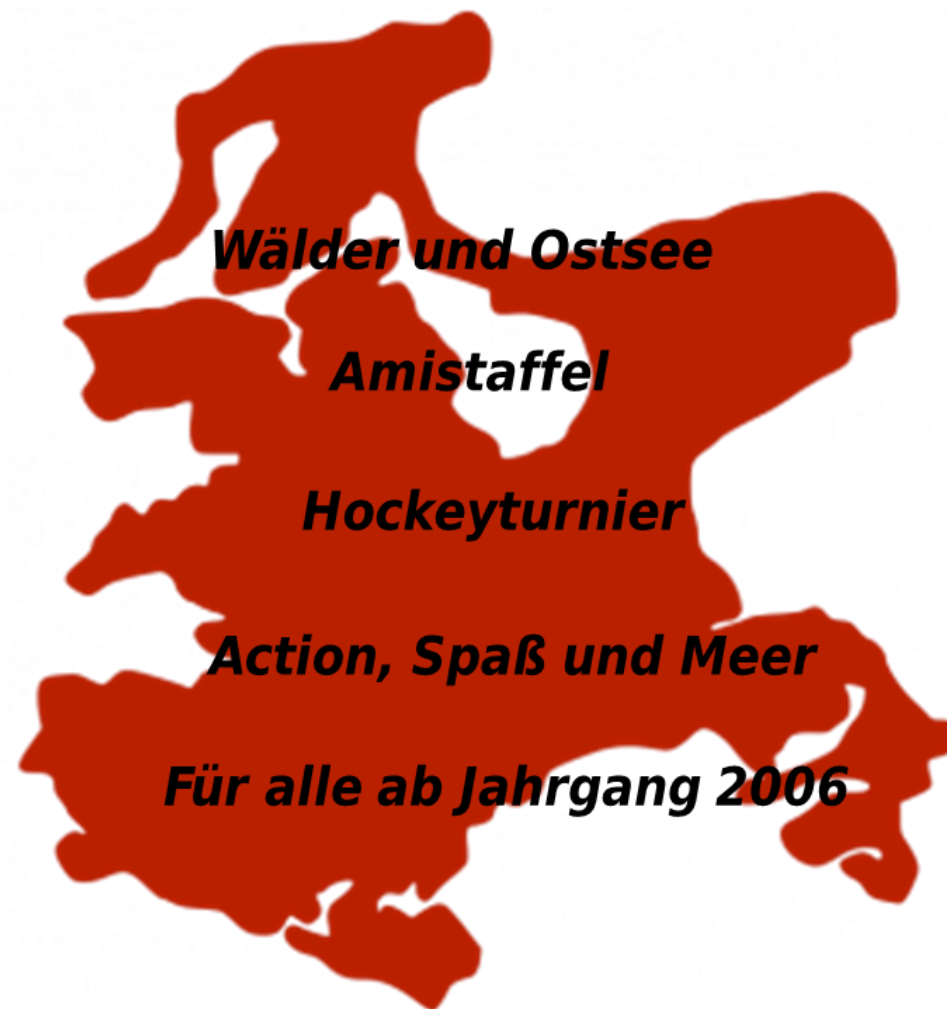 Wälder und Ostsee
Amistaffel
Hockeyturnier
Action, Spaß und Meer
Für alle ab Jahrgang 2006